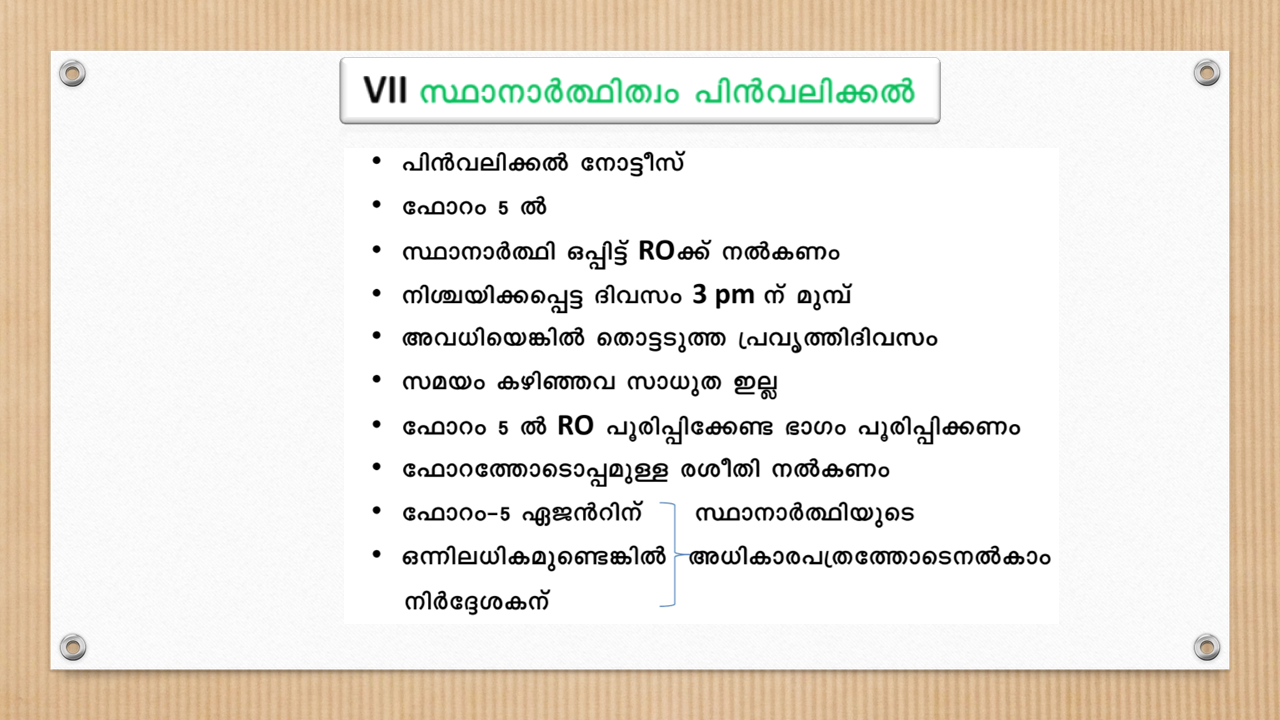 VII സ്ഥാനാർത്ഥിത്വം പിൻവലിക്കൽ
• പിൻവലിക്കൽ നോട്ടീസ്
• ഫോറം 5 ൽ
• സ്ഥാനാർത്ഥി ഒപ്പിട്ട് ROക്ക് നൽകണം
• നിശ്ചയിക്കപ്പെട്ട ദിവസം 3 pm ന് മുമ്പ്
• അവധിയെങ്കിൽ തൊട്ടടുത്ത പ്രവൃത്തിദിവസം
• സമയം കഴിഞ്ഞവ സാധുത ഇല്ല
• ഫോറം 5 ൽ RO പൂരിപ്പിക്കേണ്ട ഭാഗം പൂരിപ്പിക്കണം
• ഫോറത്തോടൊപ്പമുള്ള രശീതി നൽകണം
• ഫോറം-5 ഏജൻറിന് സ്ഥാനാർത്ഥിയുടെ
• ഒന്നിലധികമുണ്ടെങ്കിൽ അധികാരപത്രത്തോടെനൽകാം
നിർദ്ദേശകന്